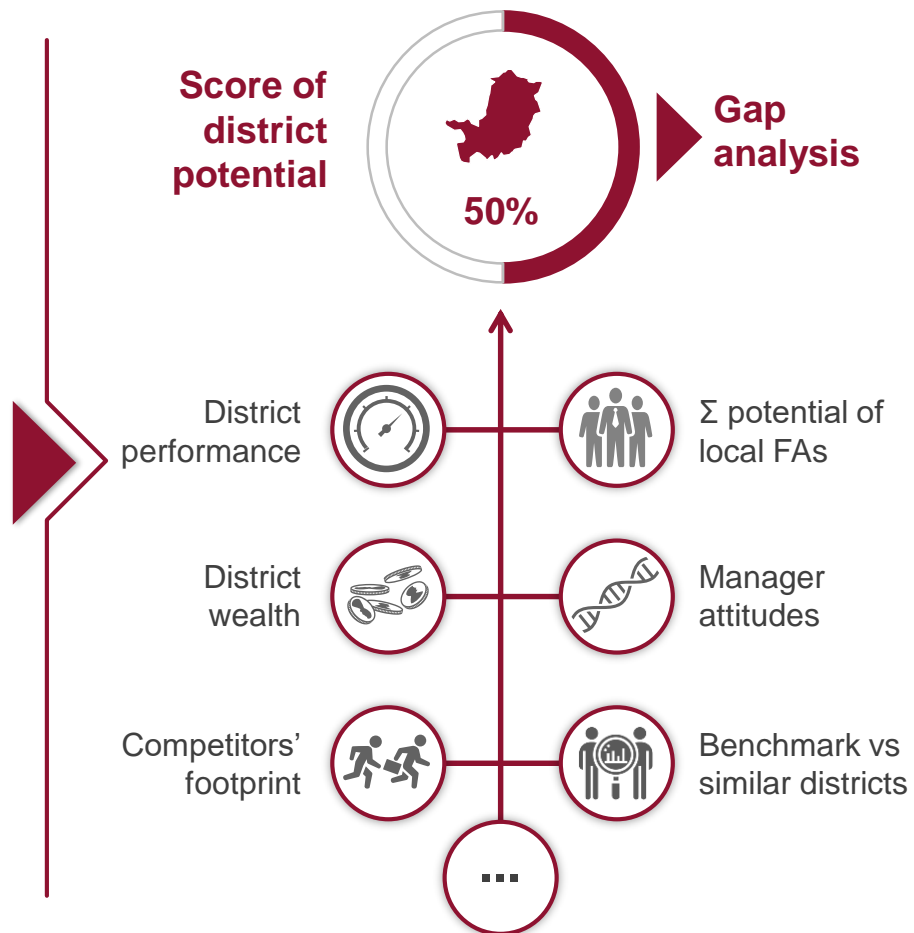 Score of
district
potential
50%
Gap
analysis
District
performance
Σ potential of
local FAs
District
wealth
Manager
attitudes
Competitors’
footprint
Benchmark vs
similar districts
...